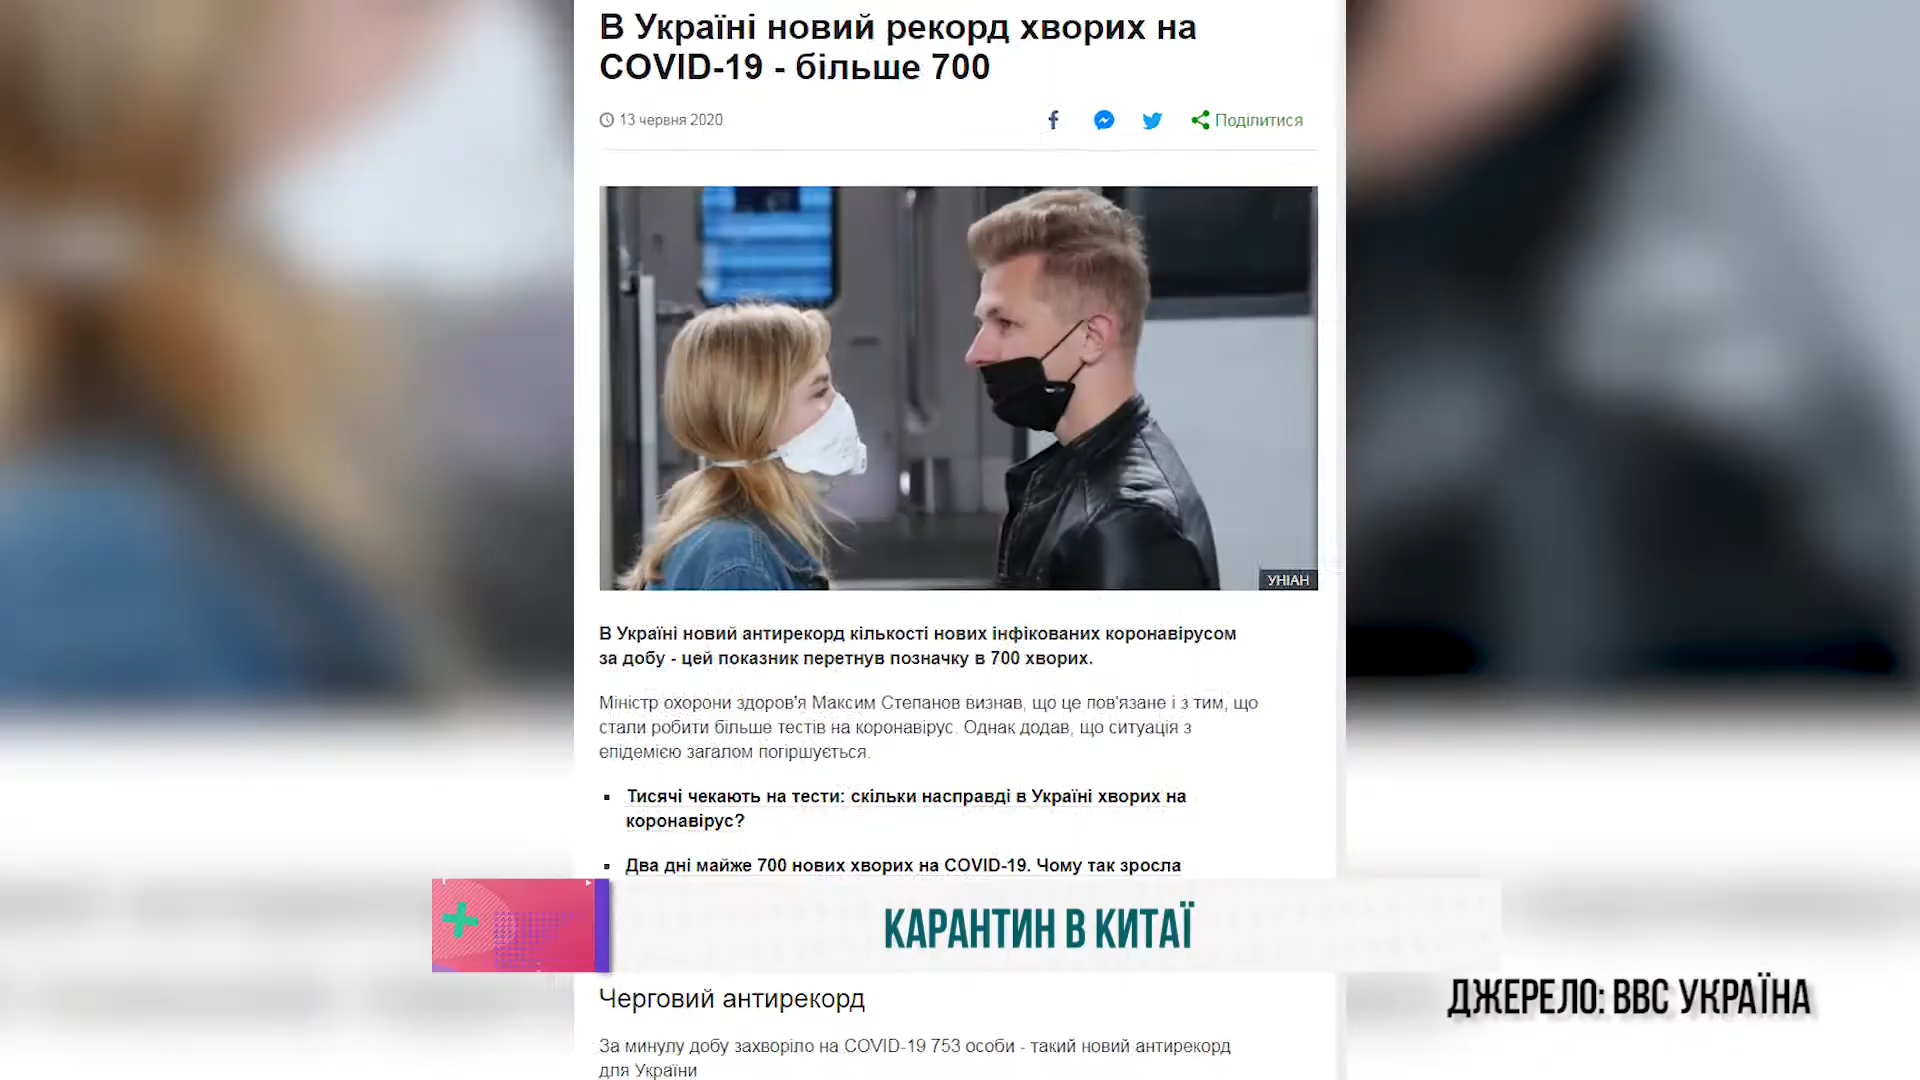 В Україні новий рекорд хворих на
COVID-19 - більше 700
13 червня 2020
Поділитися
УНІАН
В Україні новий антирекорд кількості нових інфікованих коронавірусом
за добу - цей показник перетнув позначку в 700 хворих.
Міністр охорони здоров'я Максим Степанов визнав, що це пов'язане і з тим, що
стали робити більше тестів на коронавірус. Однак додав, що ситуація з
епідемією загалом погіршується.
Тисячі чекають на тести: скільки насправді в Україні хворих на
коронавірус?
Два дні майже 700 нових хворих на COVID-19. Чому так зросла
КАРАНТИН В КИТАЇ
ДЖЕРЕЛО: ВВС УКРАЇНА
Черговий антирекорд
За минулу добу захворіло на COVID-19 753 особи - такий новий антирекорд
для України